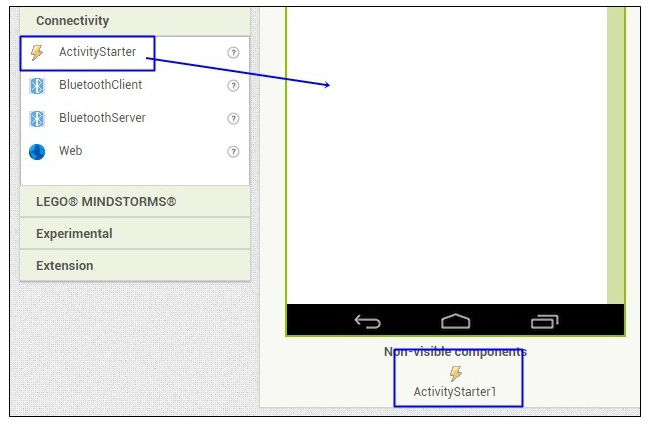 Connectivity
ActivityStarter
?
BluetoothClient
?
BluetoothServer
?
Web
?
LEGO® MINDSTORMS®
Experimental
Extension
Non-visible components
ActivityStarter1